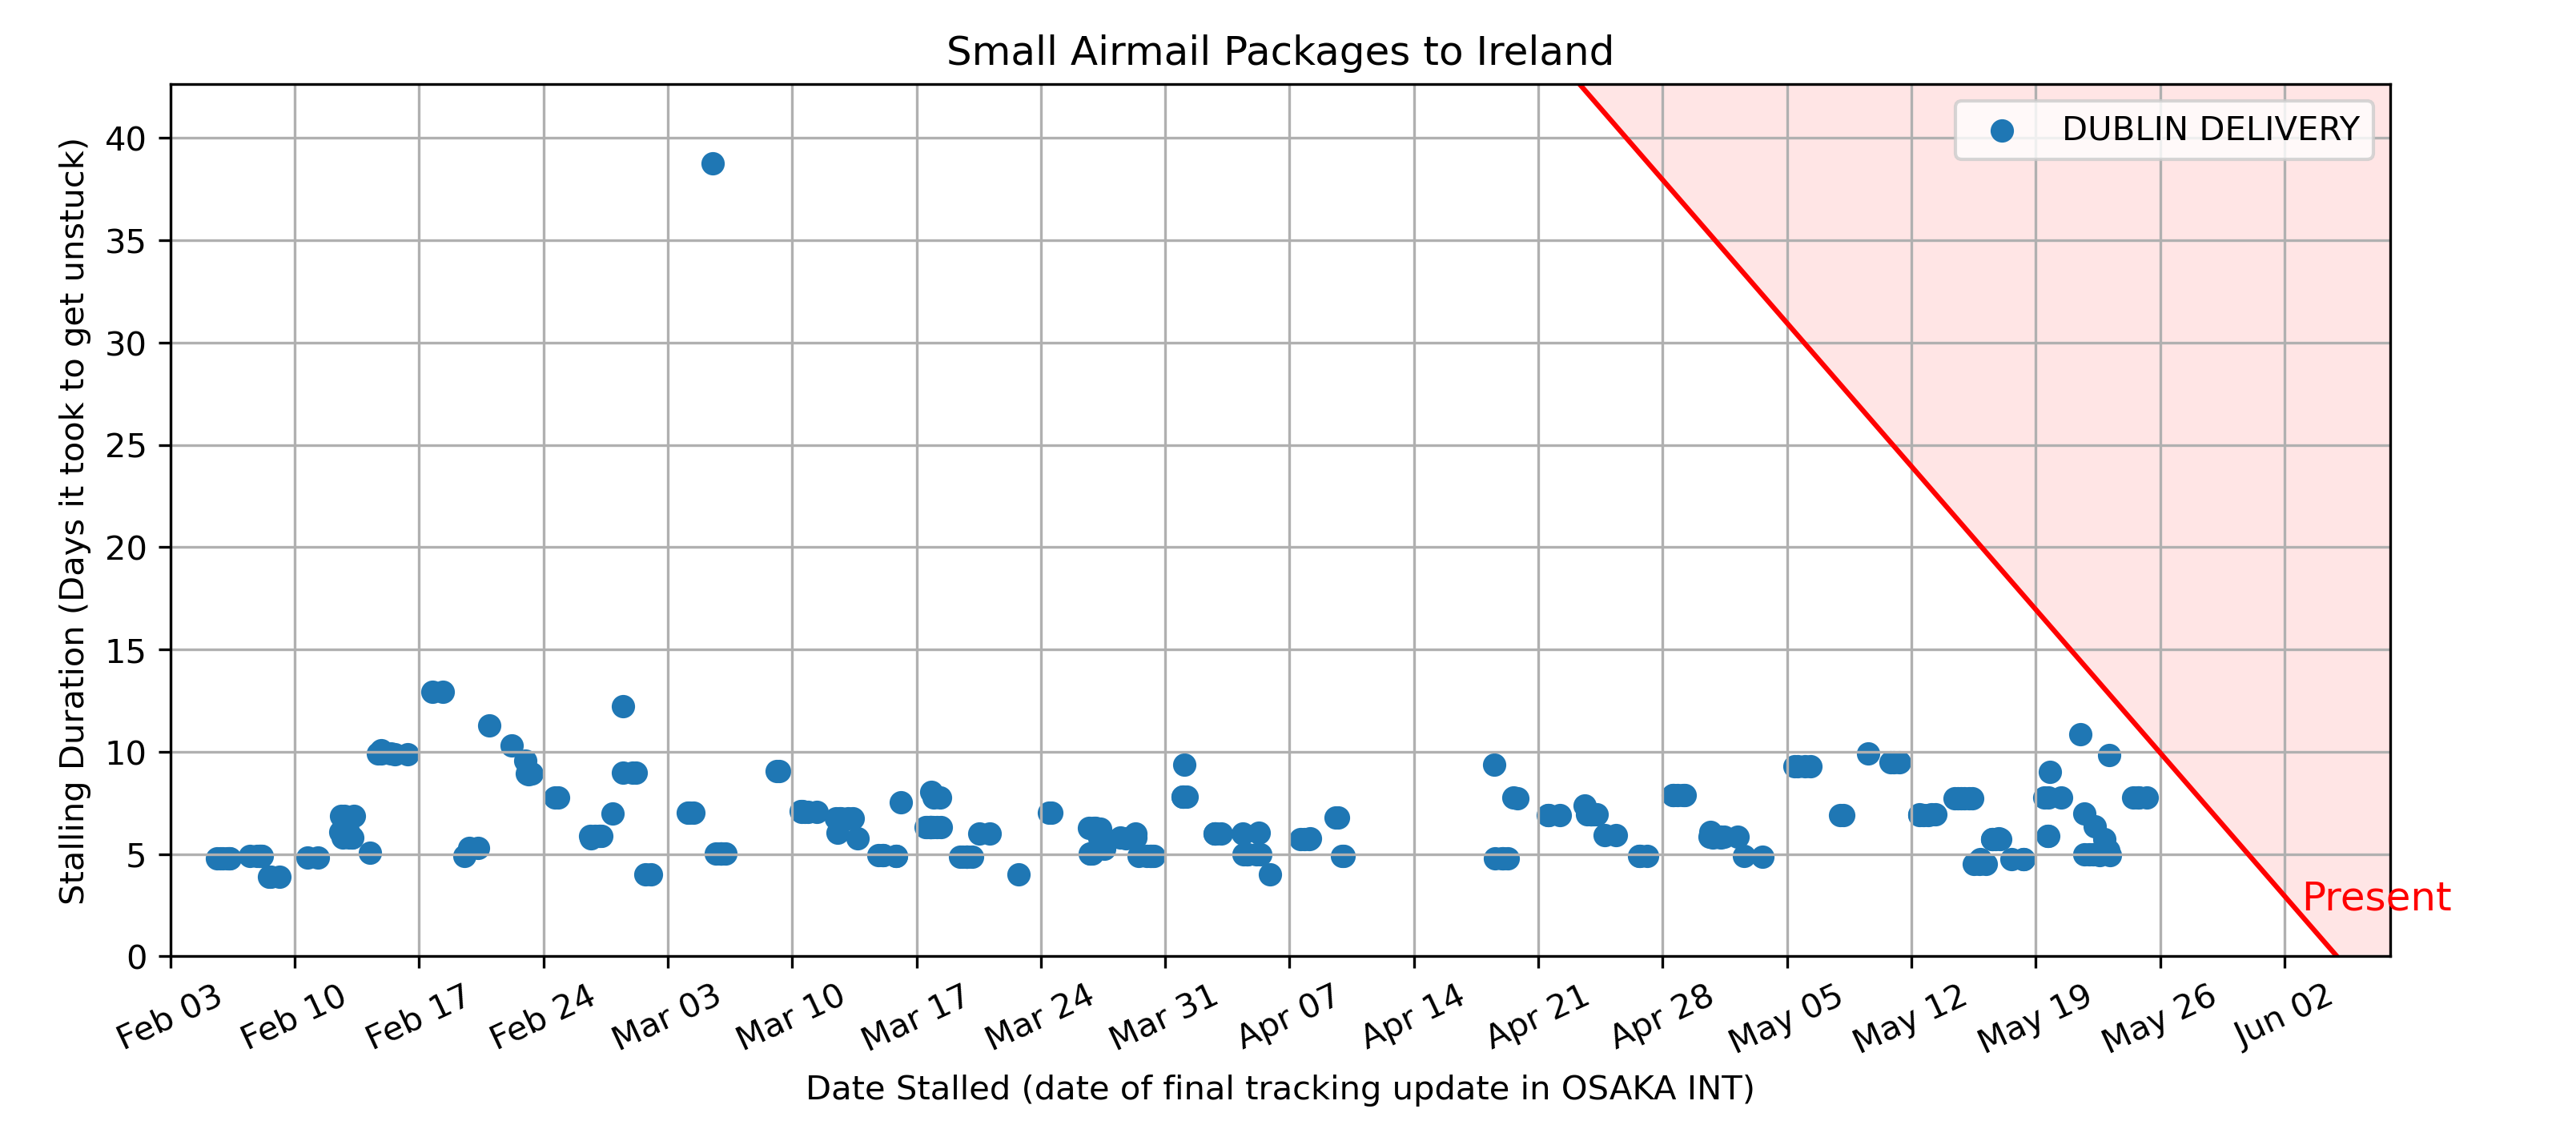 Small Airmail Packages to Ireland
DUBLIN DELIVERY
Stalling Duration (Days it took to get unstuck)
40
35
30
25
20
15
10
5
0
Present
Feb 03
Feb 10
Feb 17
Feb 24
Mar 03
Mar 10
Mar 17
Mar 24
Mar 31
Apr 07
Apr 14
Apr 21
Apr 28
May 05
May 12
May 19
May 26
Jun 02
Date Stalled (date of final tracking update in OSAKA INT)